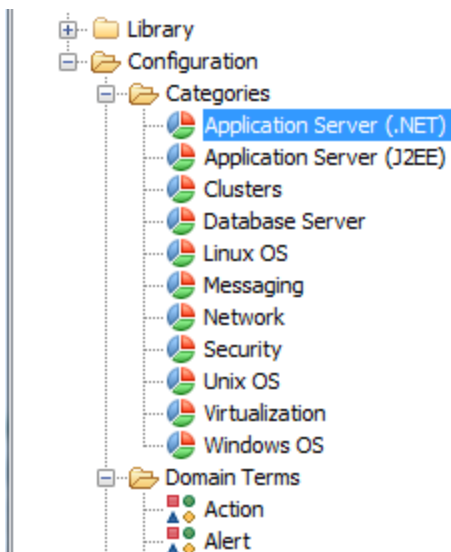 Library
Configuration
Categories
Application Server (.NET)
Application Server (J2EE)
Clusters
Database Server
Linux OS
Messaging
Network
Security
Unix OS
Virtualization
Windows OS
Domain Terms
Action
Alert